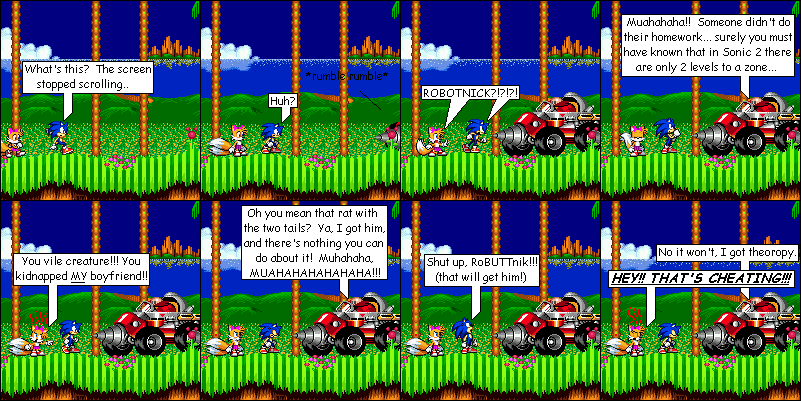 What's this?  The screen
stopped scrolling..
*rumble rumble*
Huh?
ROBOTNICK?!?!?!
Muahahaha!!  Someone didn't do
their homework... surely you must
have known that in Sonic 2 there
are only 2 levels to a zone...
You vile creature!!! You
kidnapped MY boyfriend!!
Oh you mean that rat with
the two tails?  Ya, I got him,
and there's nothing you can
do about it!  Muhahaha,
MUAHAHAHAHAHAHA!!!
Shut up, RoBUTTnik!!!
(that will get him!)
No it won't, I got theoropy.
HEY!! THAT'S CHEATING!!!